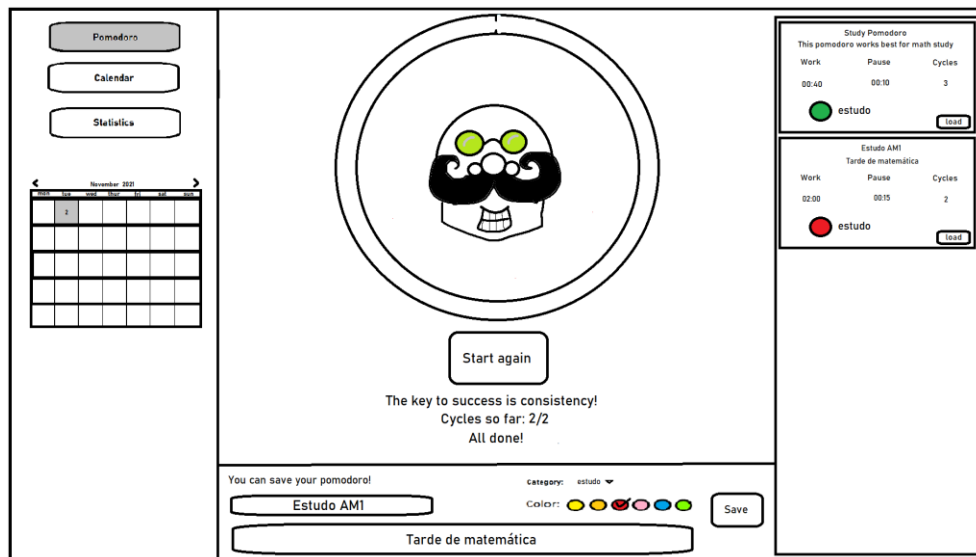 Pomodoro
Calendar
Statistics
November 2021
mon tue wed thur fri sat sun
2
Start again
The key to success is consistency!
Cycles so far: 2/2
All done!
You can save your pomodoro!
Estudo AM1
Tarde de matemática
Category: estudo
Color:
Save
Study Pomodoro
This pomodoro works best for math study
Work Pause Cycles
00:40 00:10 3
estudo
load
Estudo AM1
Tarde de matemática
Work Pause Cycles
02:00 00:15 2
estudo
load